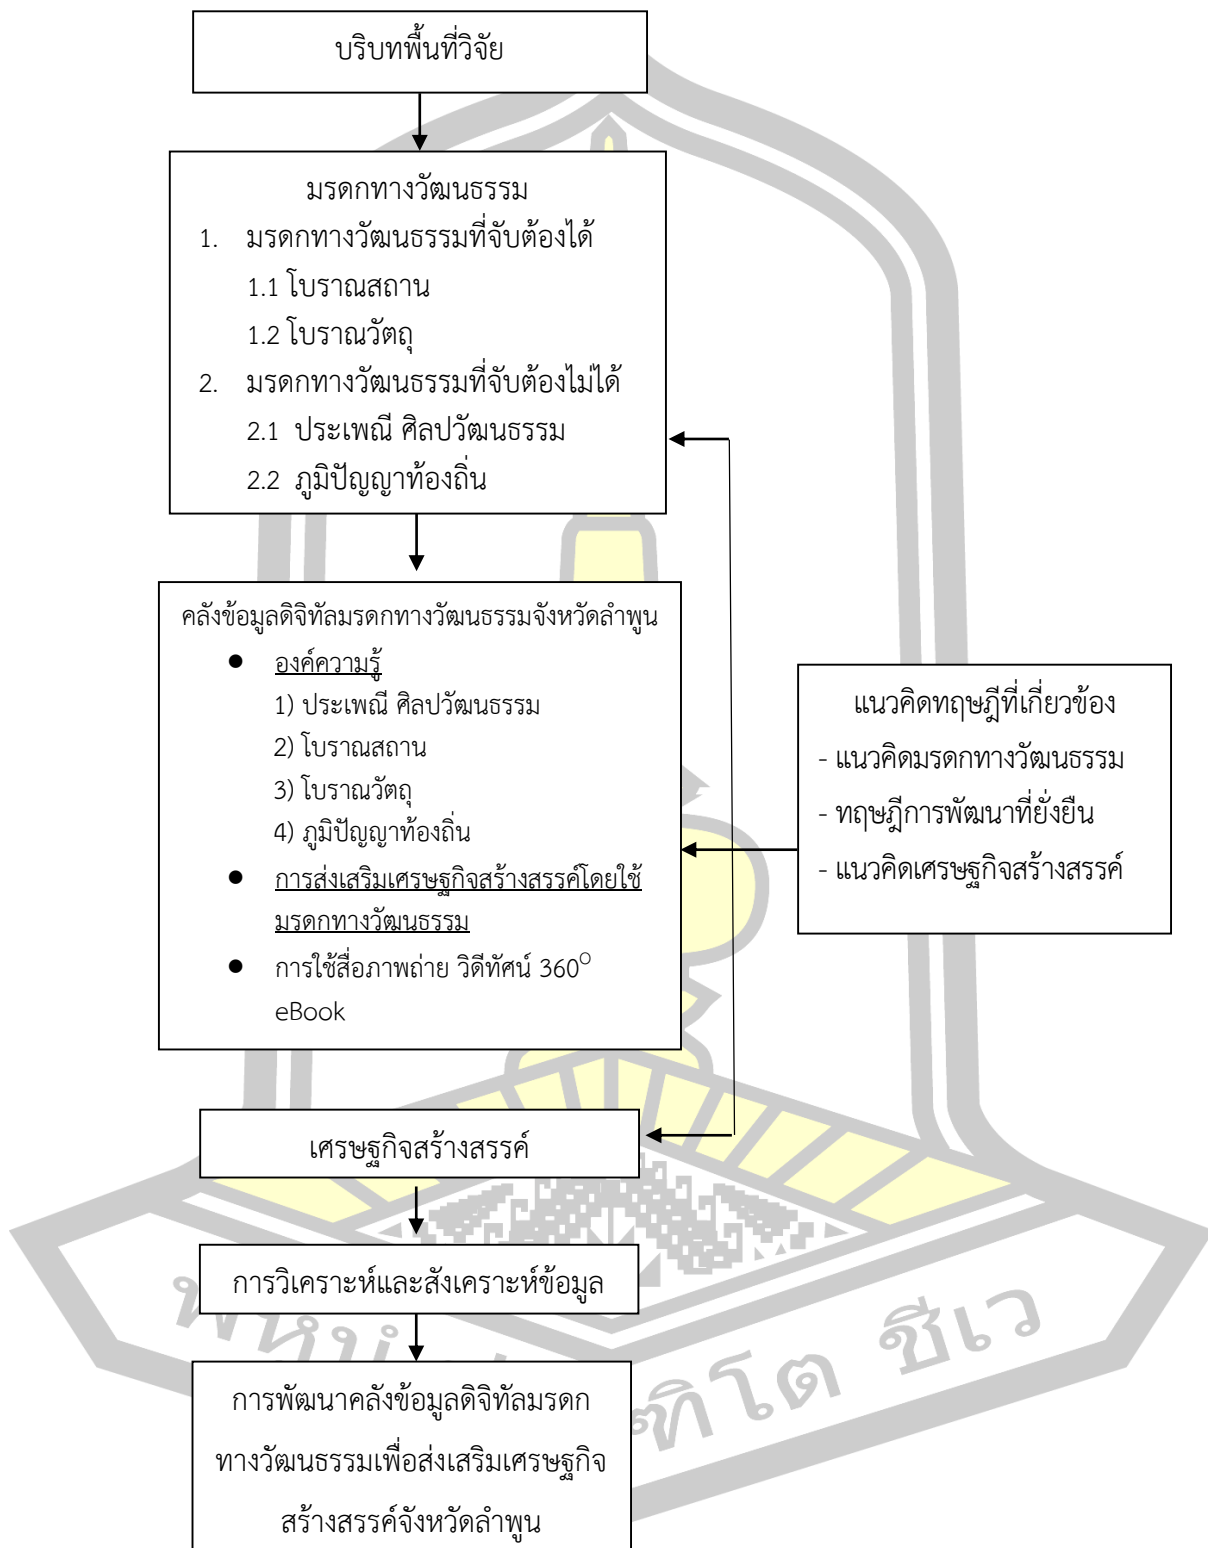 บริบทพื้นที่วิจัย
มรดกทางวัฒนธรรม
1. มรดกทางวัฒนธรรมที่จับต้องได้
1.1 โบราณสถาน
1.2 โบราณวัตถุ
2. มรดกทางวัฒนธรรมที่จับต้องไม่ได้
2.1 ประเพณี ศิลปวัฒนธรรม
2.2 ภูมิปัญญาท้องถิ่น
คลังข้อมูลดิจิทัลมรดกทางวัฒนธรรมจังหวัดลำพูน
● องค์ความรู้
1) ประเพณี ศิลปวัฒนธรรม
2) โบราณสถาน
3) โบราณวัตถุ
4) ภูมิปัญญาท้องถิ่น
● การส่งเสริมเศรษฐกิจสร้างสรรค์โดยใช้
มรดกทางวัฒนธรรม
● การใช้สื่อภาพถ่าย วิดีทัศน์ 360°
eBook
แนวคิดทฤษฎีที่เกี่ยวข้อง
- แนวคิดมรดกทางวัฒนธรรม
- ทฤษฎีการพัฒนาที่ยั่งยืน
- แนวคิดเศรษฐกิจสร้างสรรค์
เศรษฐกิจสร้างสรรค์
การวิเคราะห์และสังเคราะห์ข้อมูล
การพัฒนาคลังข้อมูลดิจิทัลมรดก
ทางวัฒนธรรมเพื่อส่งเสริมเศรษฐกิจ
สร้างสรรค์จังหวัดลำพูน
ชีเว